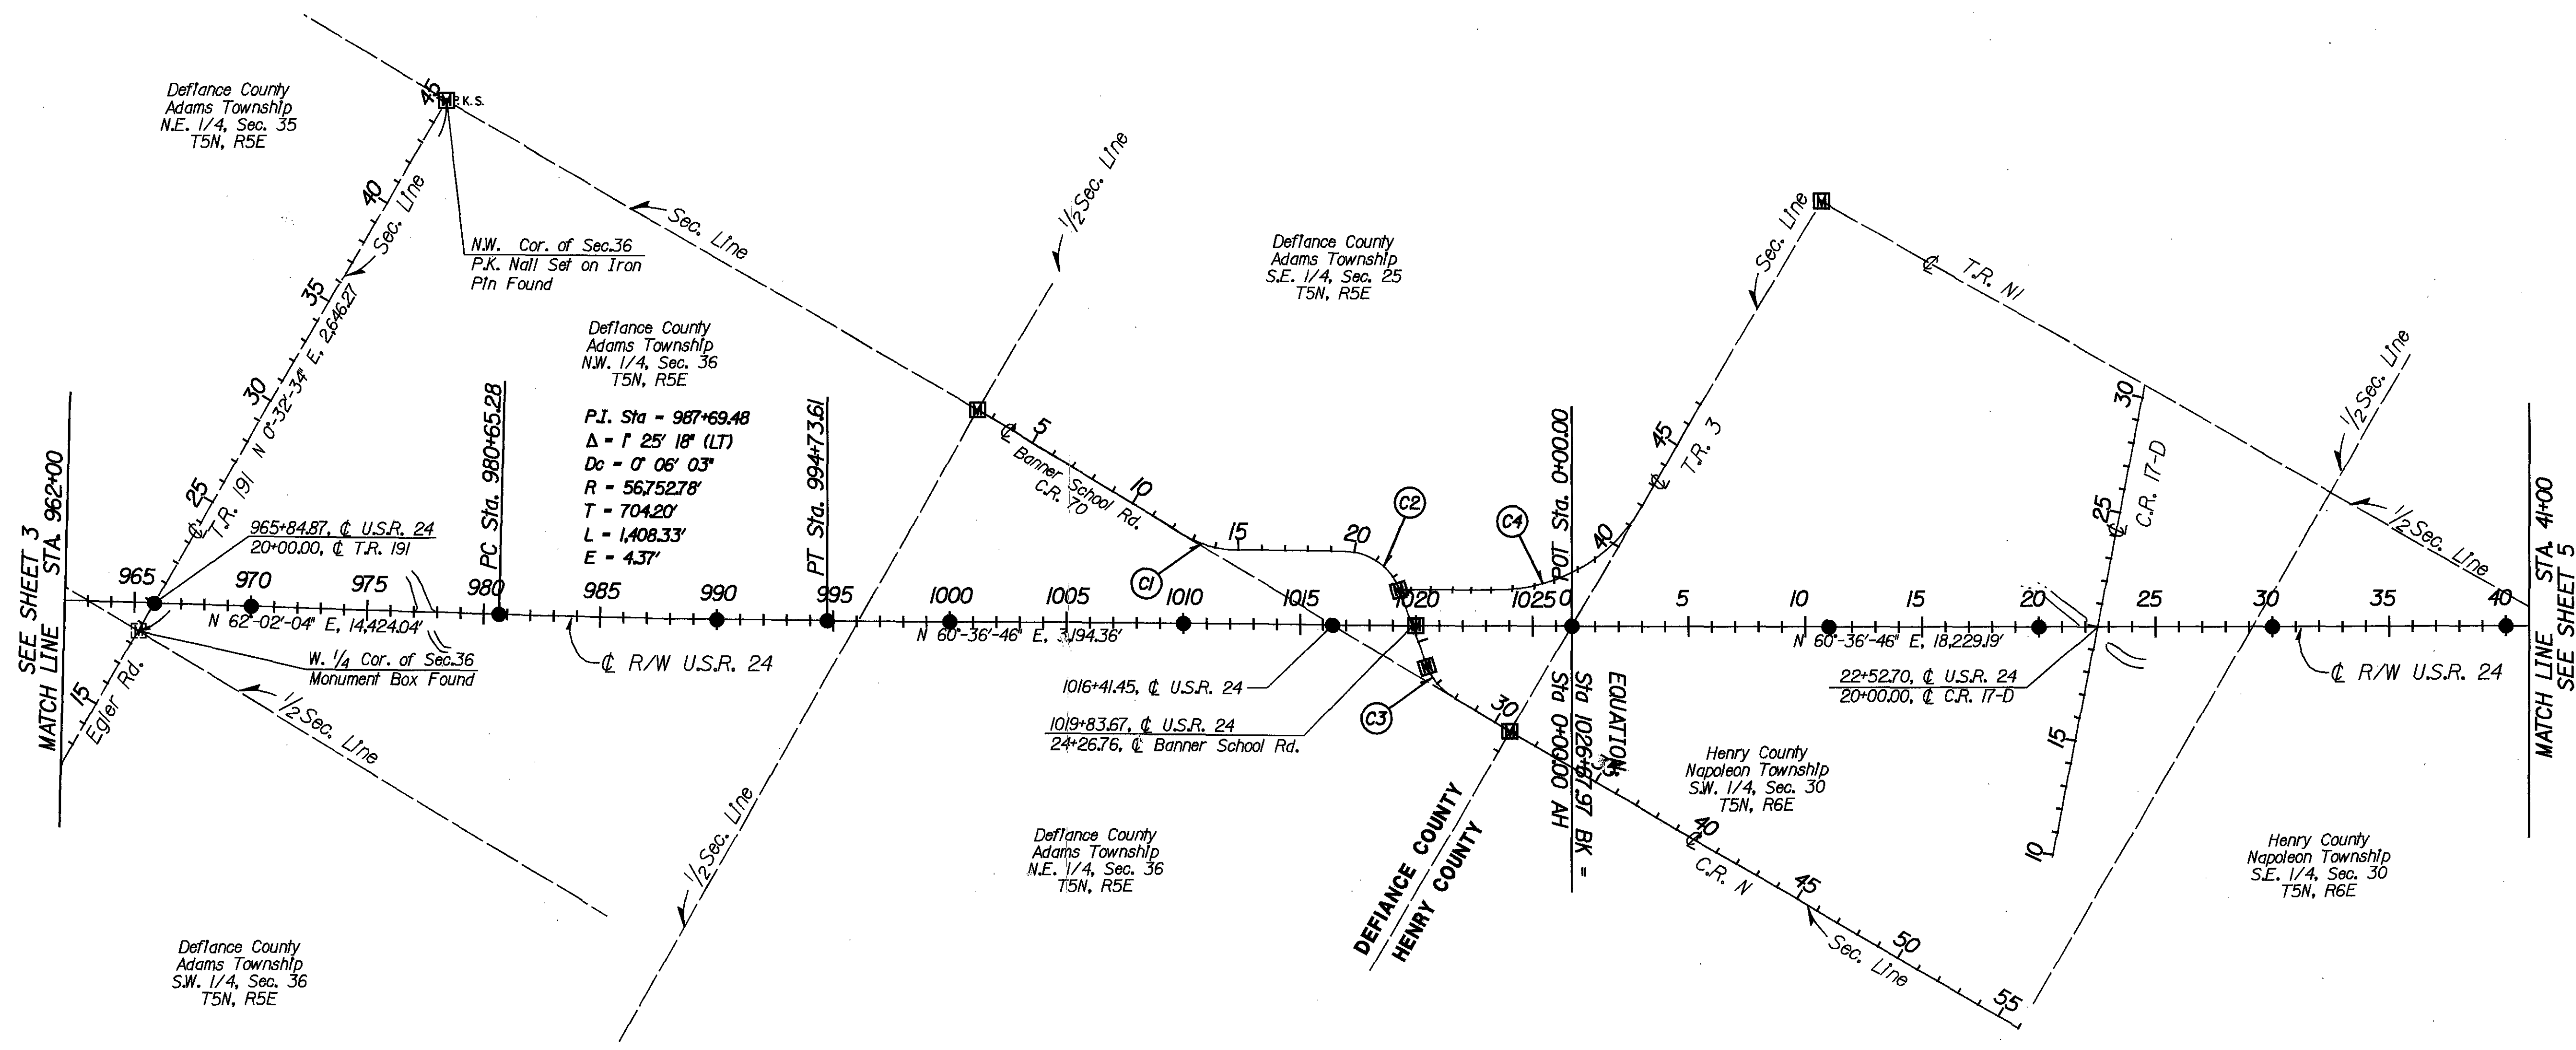 Defiance County
Adams Township
N.E. 1/4, Sec. 35
T5N, R5E
45
P.K.S.
40
Sec. Line
35
30
25
N.W. Cor. of Sec.36
P.K. Nail Set on Iron
Pin Found
Sec. Line
1/2 Sec. Line
Defiance County
Adams Township
S.E. 1/4, Sec. 25
T5N, R5E
Sec. Line
M
℄ T.R. N1
1/2 Sec. Line
T.R. 191 N 0°-32'-34" E, 2,646.27
℄
Defiance County
Adams Township
N.W. 1/4, Sec. 36
T5N, R5E
P.I. Sta = 987+69.48
Δ = 1° 25' 18" (LT)
Dc = 0° 06' 03"
R = 56,752.78'
T = 704.20'
L = 1,408.33'
E = 4.37'
PC Sta. 980+65.28
PT Sta. 994+73.61
M
℄
5
10
Banner School Rd.
C.R. 70
15
20
C1
C2
C4
POT Sta. 0+00.00
40
45
℄ T.R. 3
30
25
℄ C.R. 17-D
1/2 Sec. Line
SEE SHEET 3
MATCH LINE STA. 962+00
965+84.87, ℄ U.S.R. 24
20+00.00, ℄ T.R. 191
965 970 975 980 985 990 995 1000 1005 1010 1015 1020 1025 0 5 10 15 20 25 30 35 40
N 62°-02'-04" E, 14,424.04'
N 60°-36'-46" E, 3,194.36'
N 60°-36'-46" E, 18,229.19'
MATCH LINE STA. 41+00
SEE SHEET 5
M
W. 1/4 Cor. of Sec.36
Monument Box Found
℄ R/W U.S.R. 24
15
Egler Rd.
1/2 Sec. Line
1016+41.45, ℄ U.S.R. 24
1019+83.67, ℄ U.S.R. 24
24+26.76, ℄ Banner School Rd.
C3
30
M
EQUATION:
Sta 1026+67.97 BK =
Sta 0+00.00 AH
35
22+52.70, ℄ U.S.R. 24
20+00.00, ℄ C.R. 17-D
℄ R/W U.S.R. 24
15
10
Henry County
Napoleon Township
S.W. 1/4, Sec. 30
T5N, R6E
1/2 Sec. Line
Defiance County
Adams Township
N.E. 1/4, Sec. 36
T5N, R5E
DEFIANCE COUNTY
HENRY COUNTY
40
℄
C.R. N
45
Sec. Line
50
55
Henry County
Napoleon Township
S.E. 1/4, Sec. 30
T5N, R6E
Defiance County
Adams Township
S.W. 1/4, Sec. 36
T5N, R5E